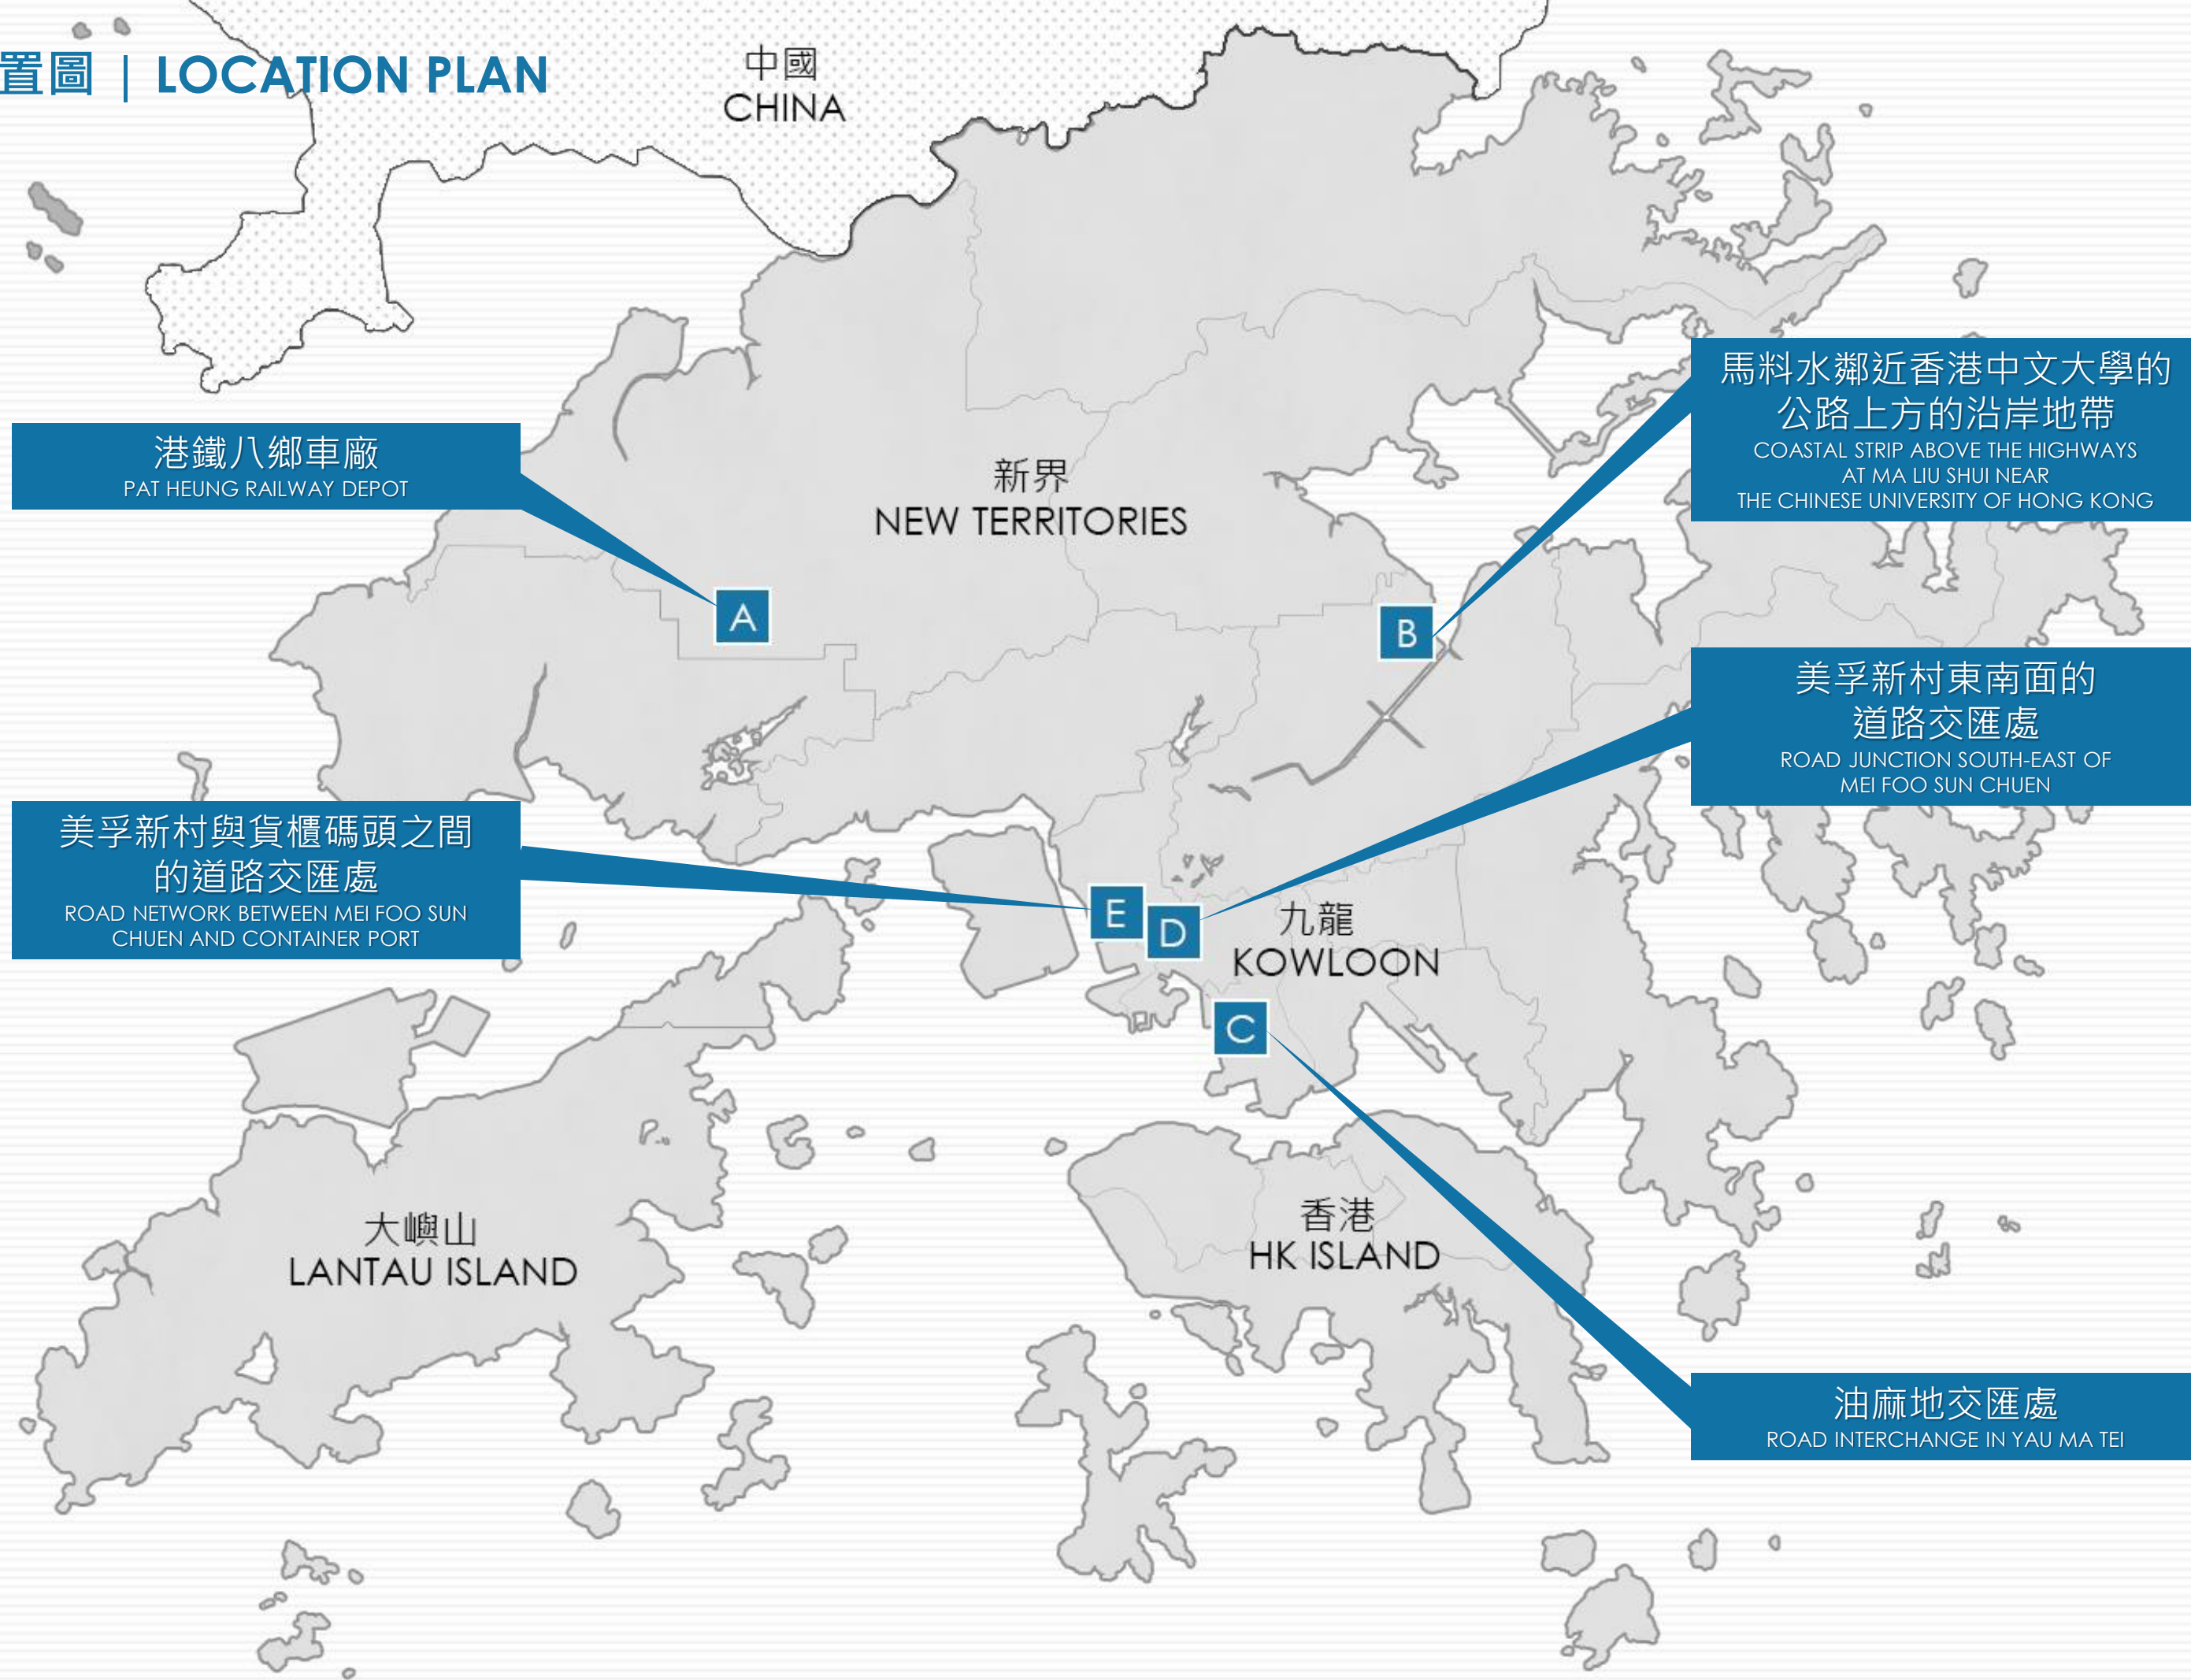 置圖 | LOCATION PLAN
中國
CHINA
馬料水鄰近香港中文大學的
公路上方的沿岸地帶
COASTAL STRIP ABOVE THE HIGHWAYS
AT MA LIU SHUI NEAR
THE CHINESE UNIVERSITY OF HONG KONG
港鐵八鄉車廠
PAT HEUNG RAILWAY DEPOT
新界
NEW TERRITORIES
A
B
美孚新村東南面的
道路交匯處
ROAD JUNCTION SOUTH-EAST OF
MEI FOO SUN CHUEN
美孚新村與貨櫃碼頭之間
的道路交匯處
ROAD NETWORK BETWEEN MEI FOO SUN
CHUEN AND CONTAINER PORT
E
D
九龍
KOWLOON
C
大嶼山
LANTAU ISLAND
香港
HK ISLAND
油麻地交匯處
ROAD INTERCHANGE IN YAU MA TEI